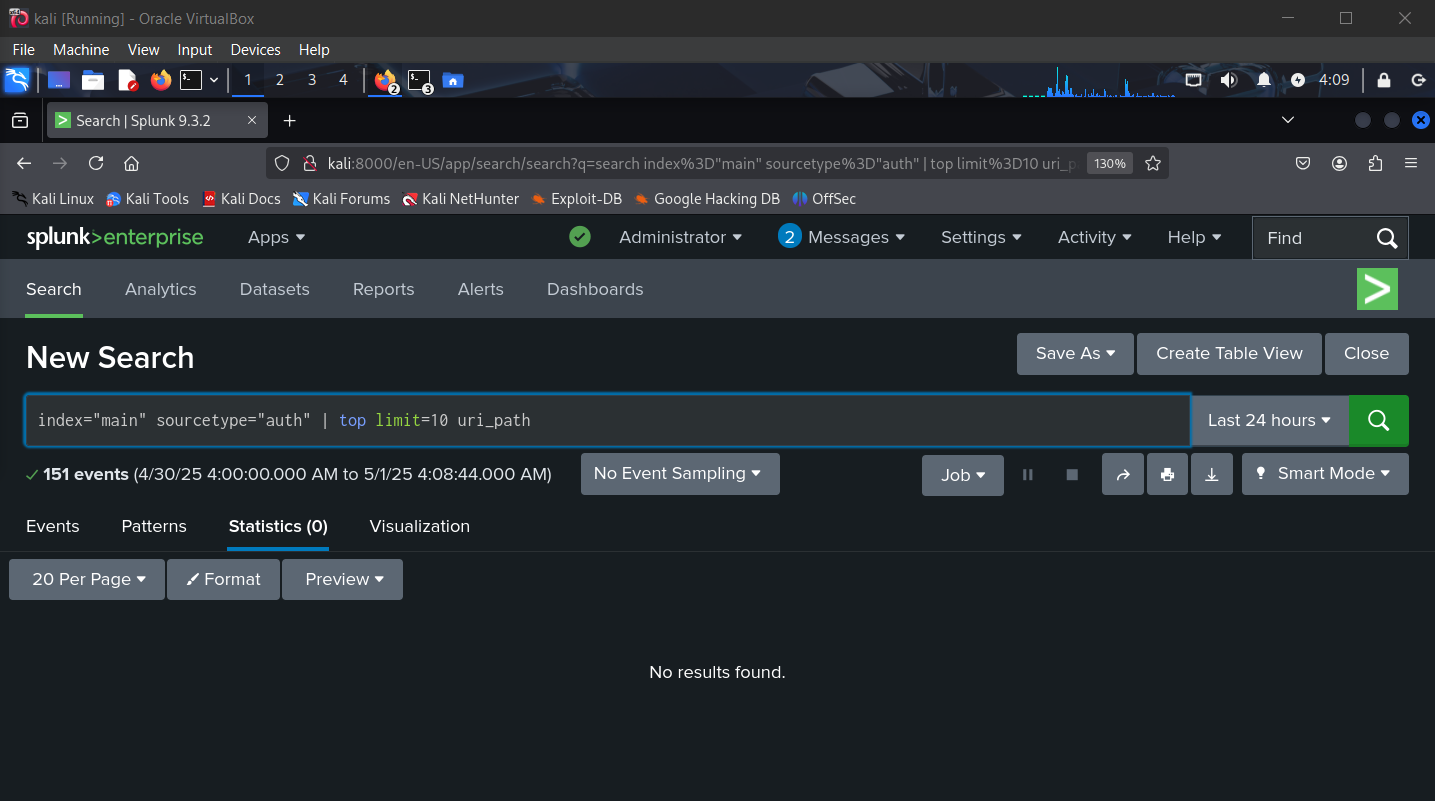 kali [Running] - Oracle VirtualBox
File Machine View Input Devices Help
1 2 3 4 2 3 4:09
Search | Splunk 9.3.2
kali:8000/en-US/app/search/search?q=search index%3D"main" sourcetype%3D"auth" | top limit%3D10 uri_p 130%
Kali Linux Kali Tools Kali Docs Kali Forums Kali NetHunter Exploit-DB Google Hacking DB OffSec
splunk>enterprise Apps Administrator 2 Messages Settings Activity Help Find
Search Analytics Datasets Reports Alerts Dashboards
New Search Save As Create Table View Close
index="main" sourcetype="auth" | top limit=10 uri_path Last 24 hours
151 events (4/30/25 4:00:00.000 AM to 5/1/25 4:08:44.000 AM) No Event Sampling Job Smart Mode
Events Patterns Statistics (0) Visualization
20 Per Page Format Preview
No results found.